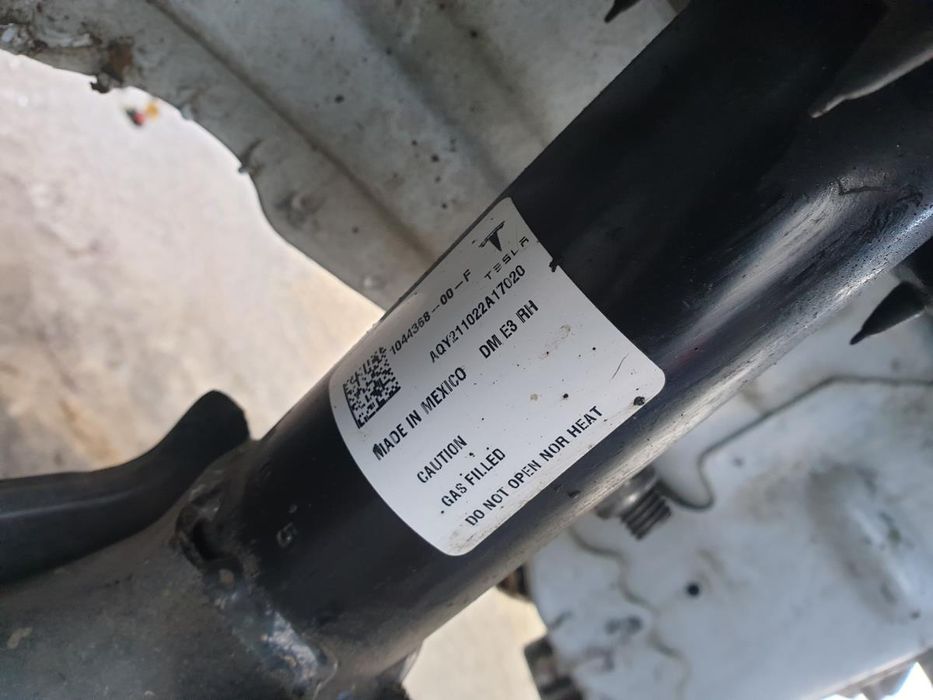 TESLA
1044368-00-F
AQY211022A17020
MADE IN MEXICO DM E3 RH
CAUTION
GAS FILLED
DO NOT OPEN NOR HEAT